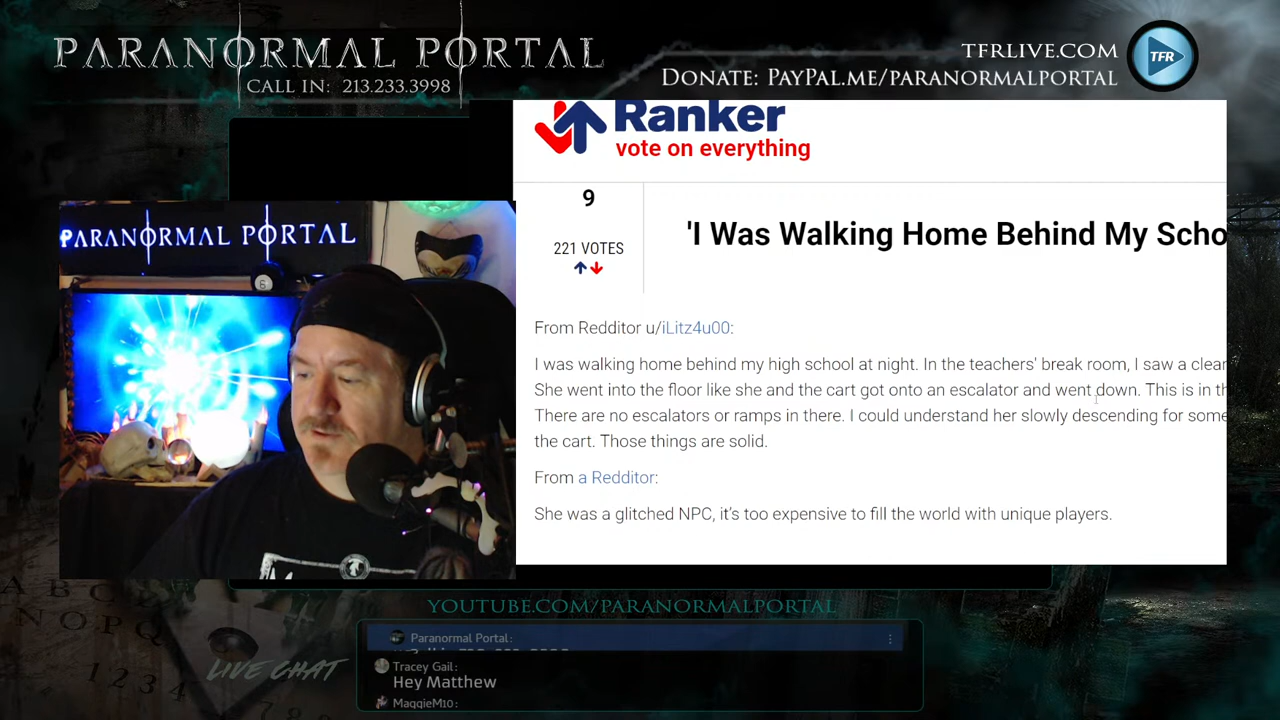 PARANORMAL PORTAL
CALL IN: 213.233.3998
TFRLIVE.COM
DONATE: PAYPAL.ME/PARANORMALPORTAL
TFR
Ranker
vote on everything
9
221 VOTES
'I Was Walking Home Behind My Scho
From Redditor u/iLitz4u00:
I was walking home behind my high school at night. In the teachers' break room, I saw a clear
She went into the floor like she and the cart got onto an escalator and went down. This is in th
There are no escalators or ramps in there. I could understand her slowly descending for some
the cart. Those things are solid.
From a Redditor:
She was a glitched NPC, it's too expensive to fill the world with unique players.
PARANORMAL PORTAL
6
YOUTUBE.COM/PARANORMALPORTAL
A B C D
N O P Q
1 2 3 4
LIVE CHAT
Paranormal Portal:
Tracey Gail:
Hey Matthew
MaggieM10: